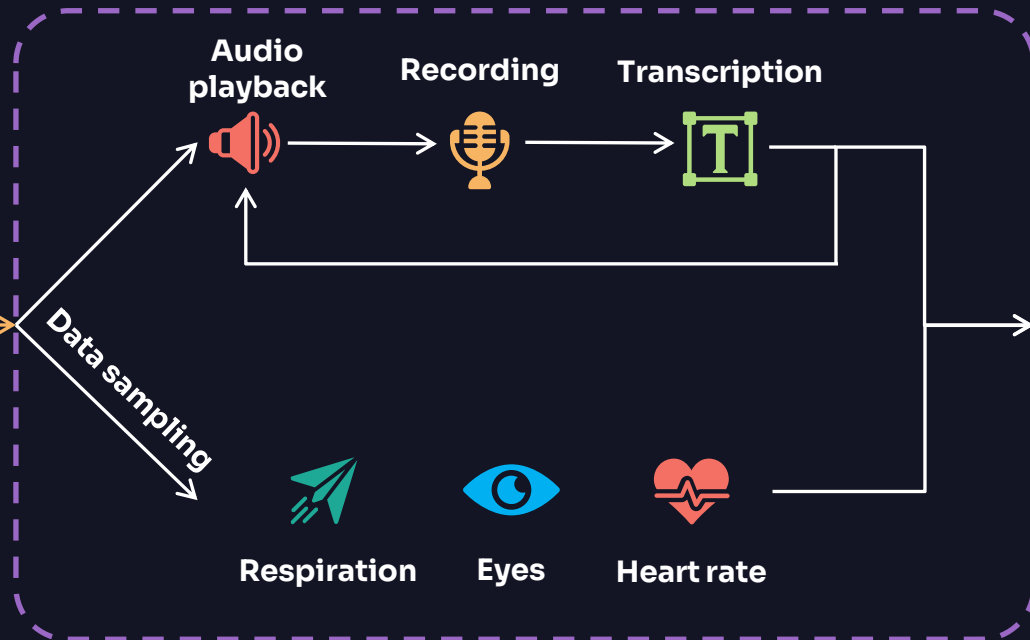 Audio
playback
Recording
Transcription
T
Data sampling
Respiration
Eyes
Heart rate